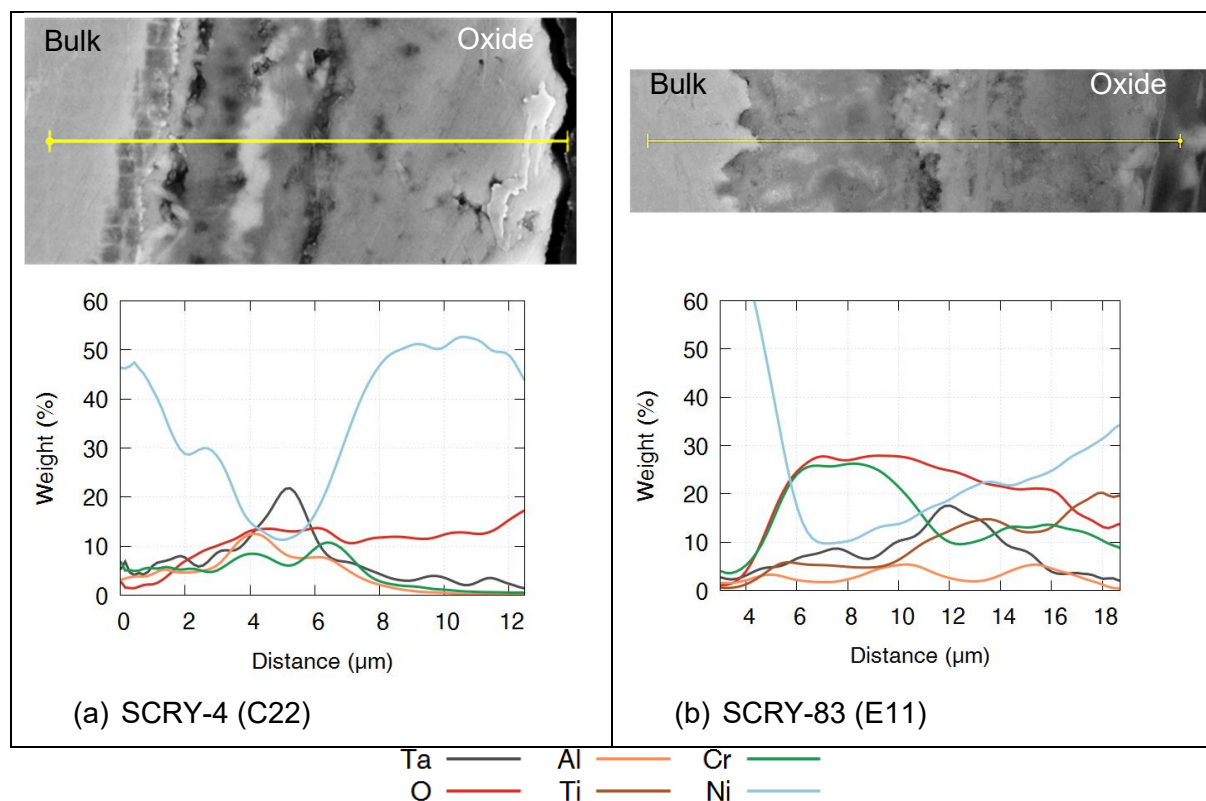 Bulk
Oxide
60
50
40
30
20
10
0
Weight (%)
0 2 4 6 8 10 12
Distance (µm)
(a) SCRY-4 (C22)
Bulk
Oxide
60
50
40
30
20
10
0
Weight (%)
4 6 8 10 12 14 16 18
Distance (µm)
(b) SCRY-83 (E11)
Ta Al Cr
O Ti Ni